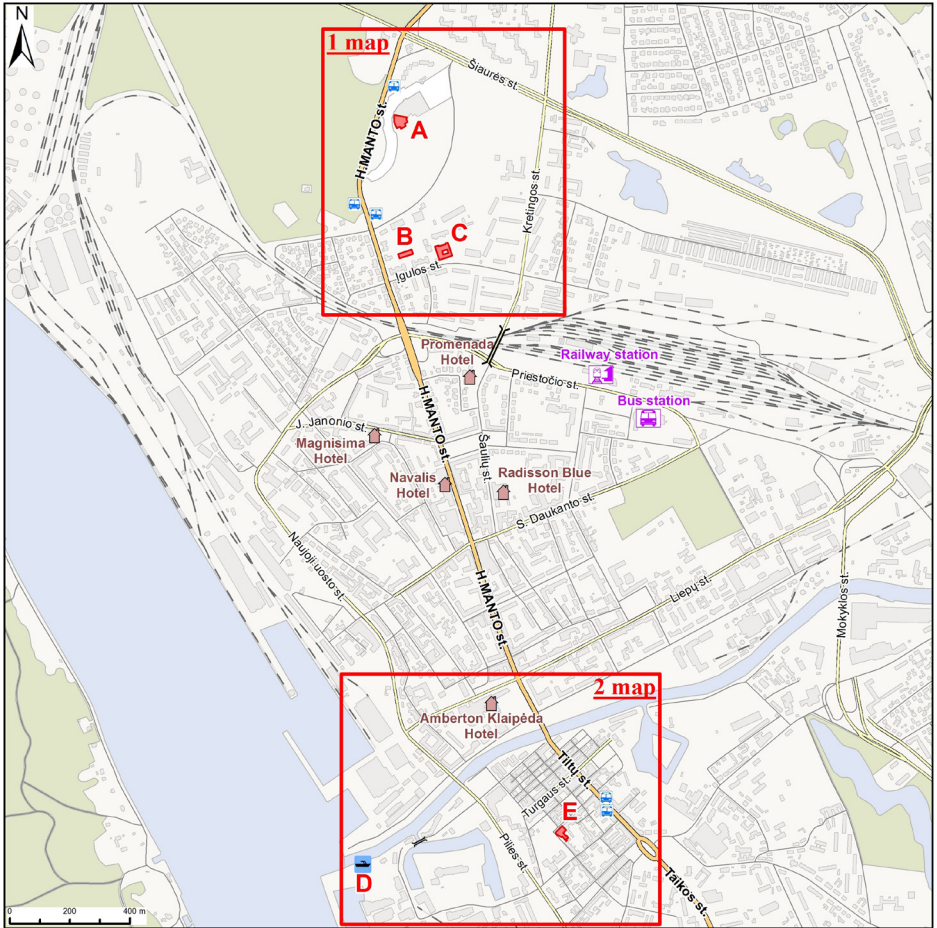 N
1 map
Šiaurės st.
H.MANTO st.
A
Kretingos st.
B
C
Įgulos st.
Promenada
Hotel
Railway station
1
Priestočio st.
Bus station
H.MANTO st.
J. Janonio st.
Magnisima
Hotel
Šaulių st.
Navalis
Hotel
Radisson Blue
Hotel
S. Daukanto st.
Naujoji uosto st.
H.MANTO st.
Liepų st.
Mokyklos st.
2 map
Amberton Klaipėda
Hotel
Tiltų st.
Turgaus st.
E
Pilies st.
D
Taikos st.
0 200 400 m